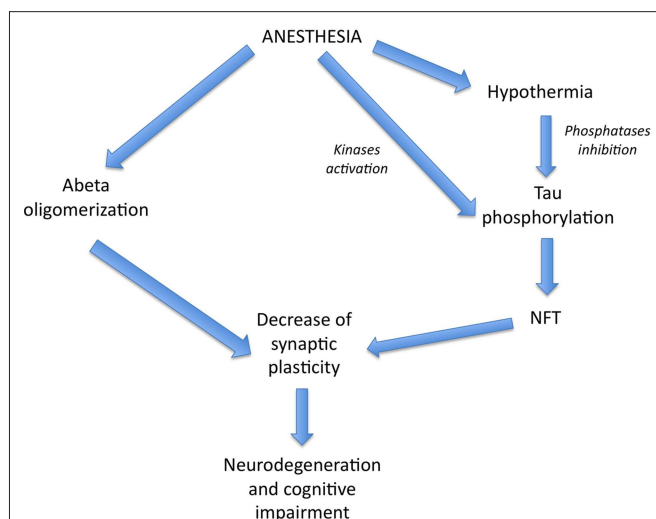 ANESTHESIA
Hypothermia
Kinases
activation
Phosphatases
inhibition
Abeta
oligomerization
Tau
phosphorylation
NFT
Decrease of
synaptic
plasticity
Neurodegeneration
and cognitive
impairment